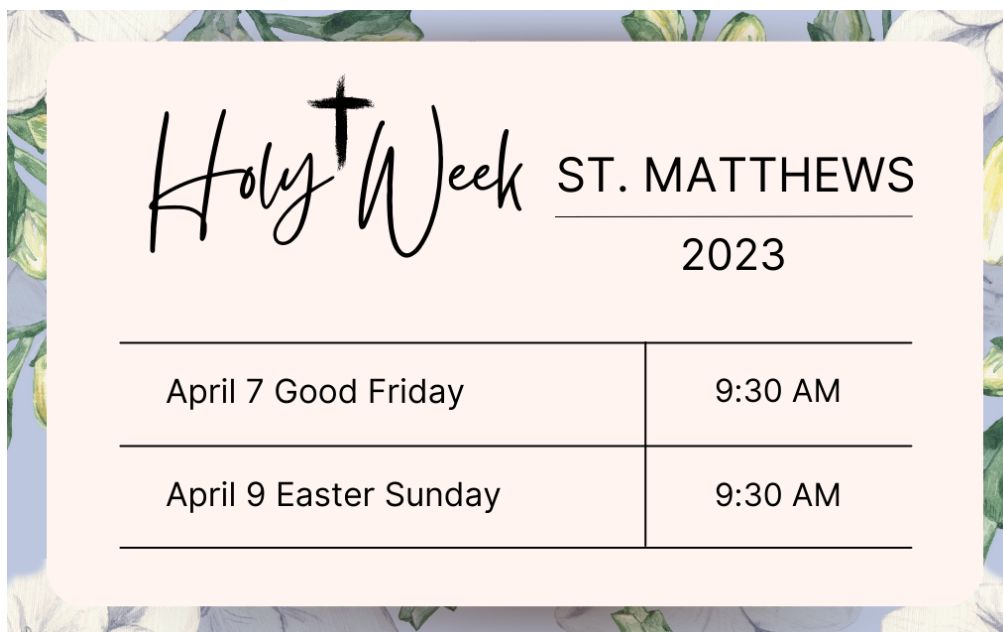 Holy Week
ST. MATTHEWS
2023
April 7 Good Friday 9:30 AM
April 9 Easter Sunday 9:30 AM